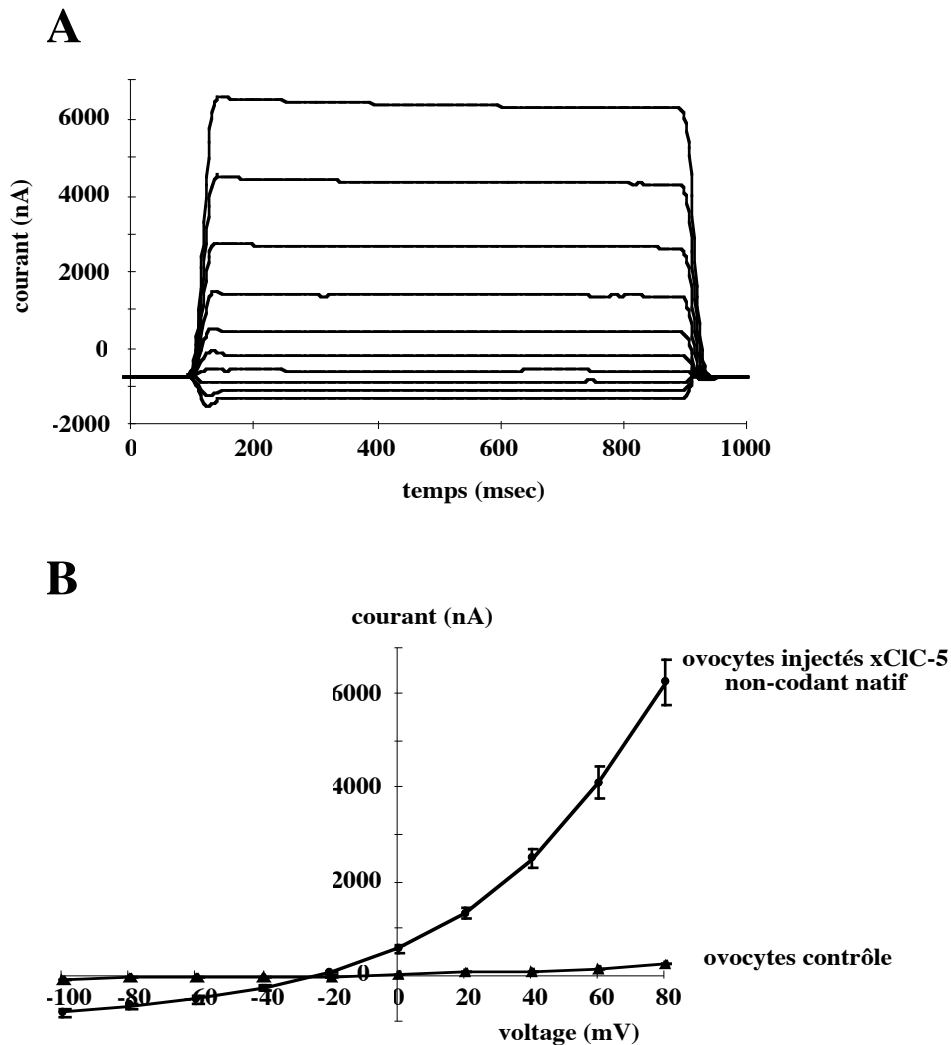 A
6000
4000
2000
0
-2000
courant (nA)
0 200 400 600 800 1000
temps (msec)
B
courant (nA)
ovocytes injectés xClC-5
non-codant natif
6000
4000
2000
0
ovocytes contrôle
-100 -80 -60 -40 -20 0 20 40 60 80
voltage (mV)